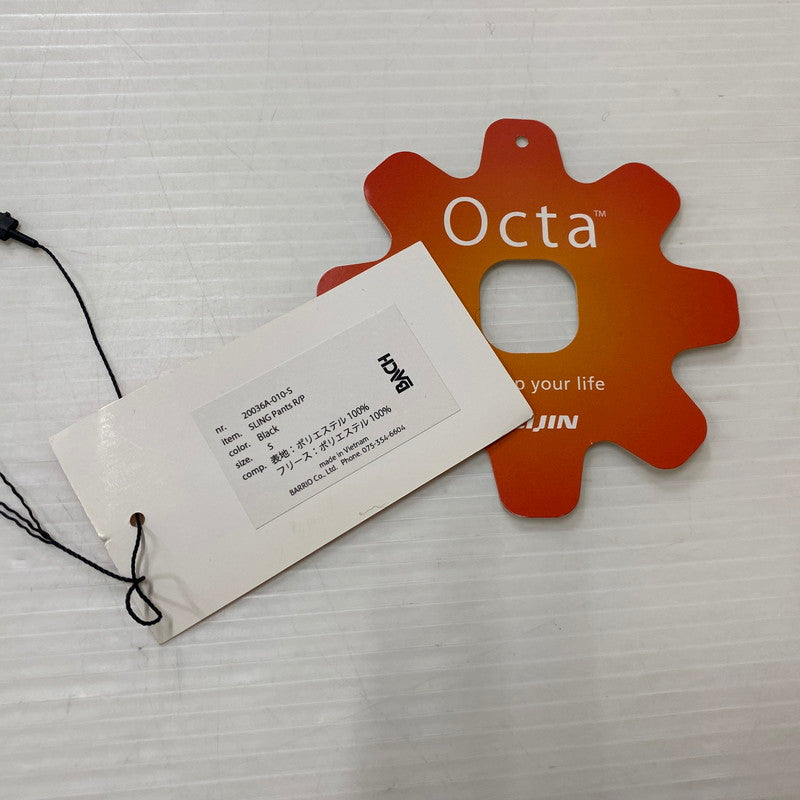 Octa™
p your life
IJIN
nr. 20036A-010-S
item. SLING Pants R/P
color. Black
size. S
comp. 表地：ポリエステル 100%
フリース：ポリエステル 100%
made in Vietnam
BARRIO Co., Ltd. Phone. 075-354-6604